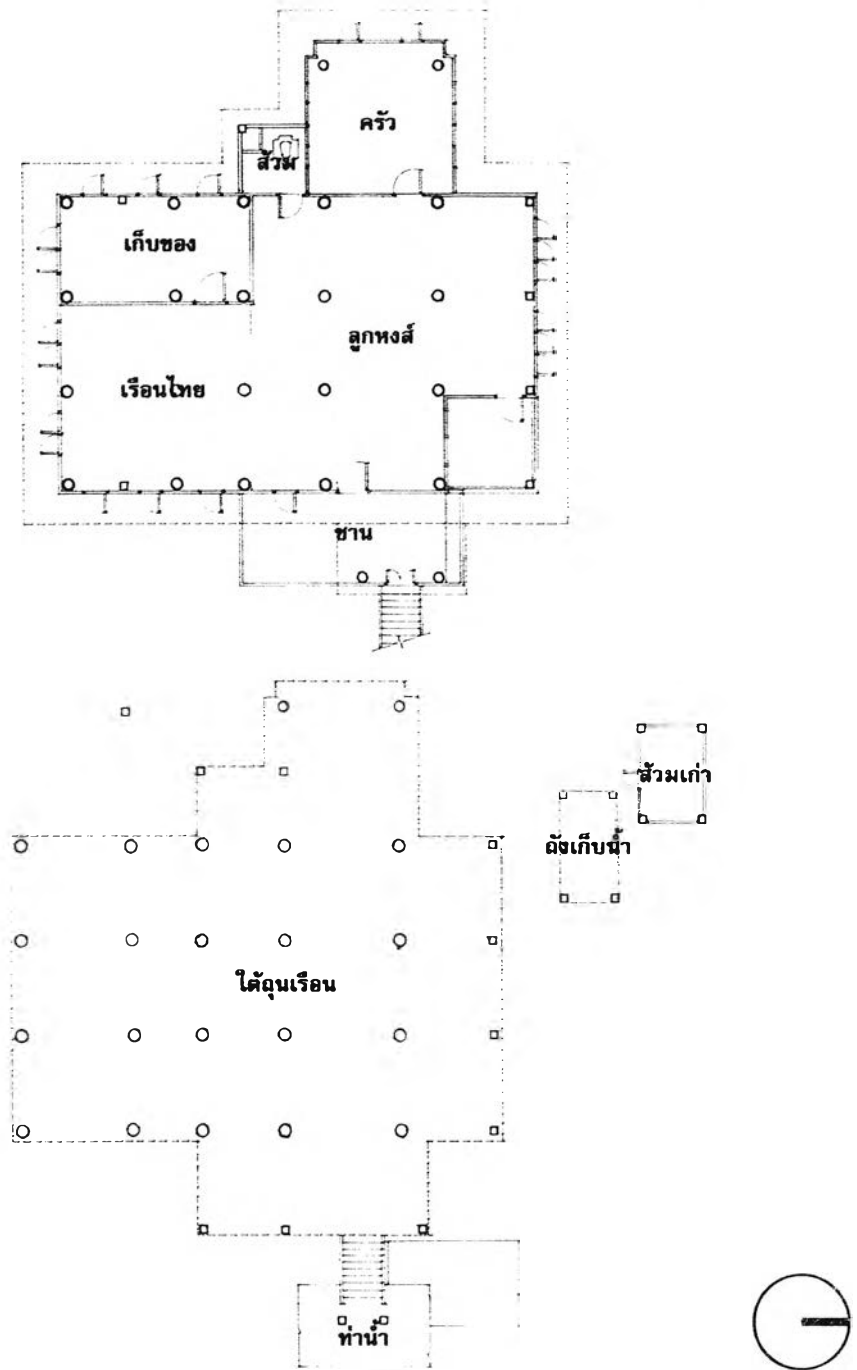 ครัว
ส้วม
เก็บของ
ลูกหงส์
เรือนไทย
ชาน
ส้วมเก่า
ถังเก็บน้ำ
ใต้ถุนเรือน
ท่าน้ำ